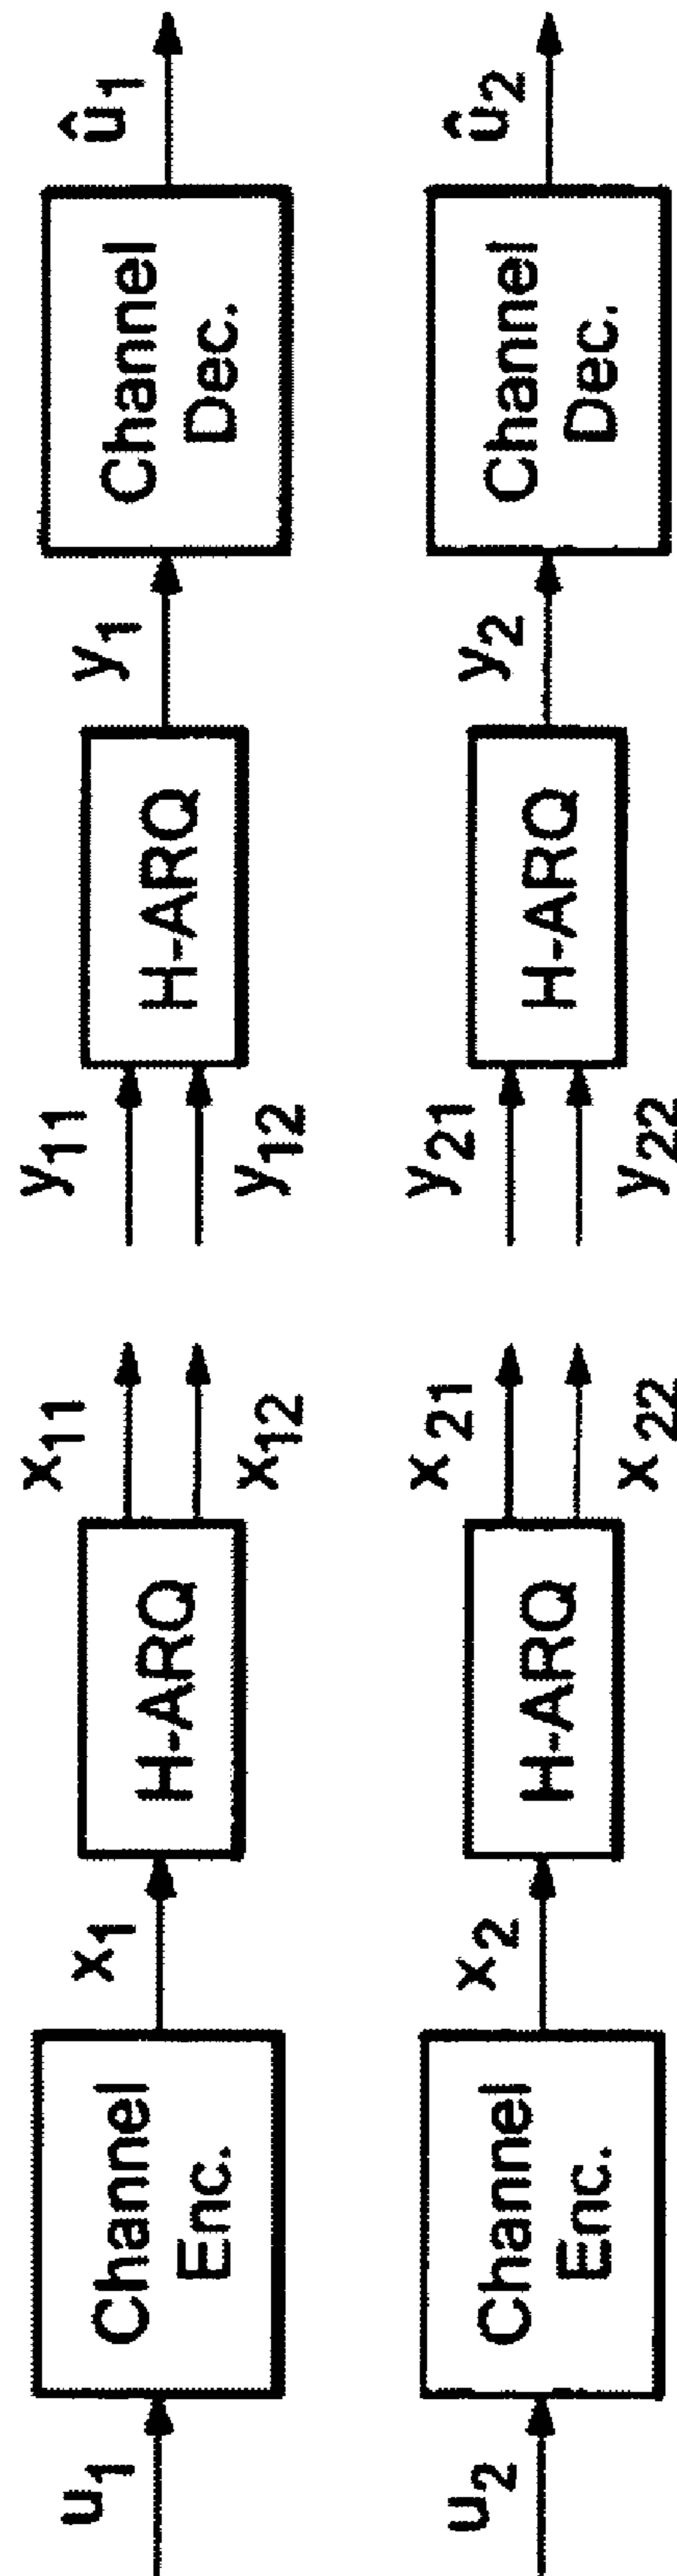 u1
Channel
Enc.
x1
H-ARQ
x11
x12
y11
y12
H-ARQ
y1
Channel
Dec.
û1
u2
Channel
Enc.
x2
H-ARQ
x21
x22
y21
y22
H-ARQ
y2
Channel
Dec.
û2